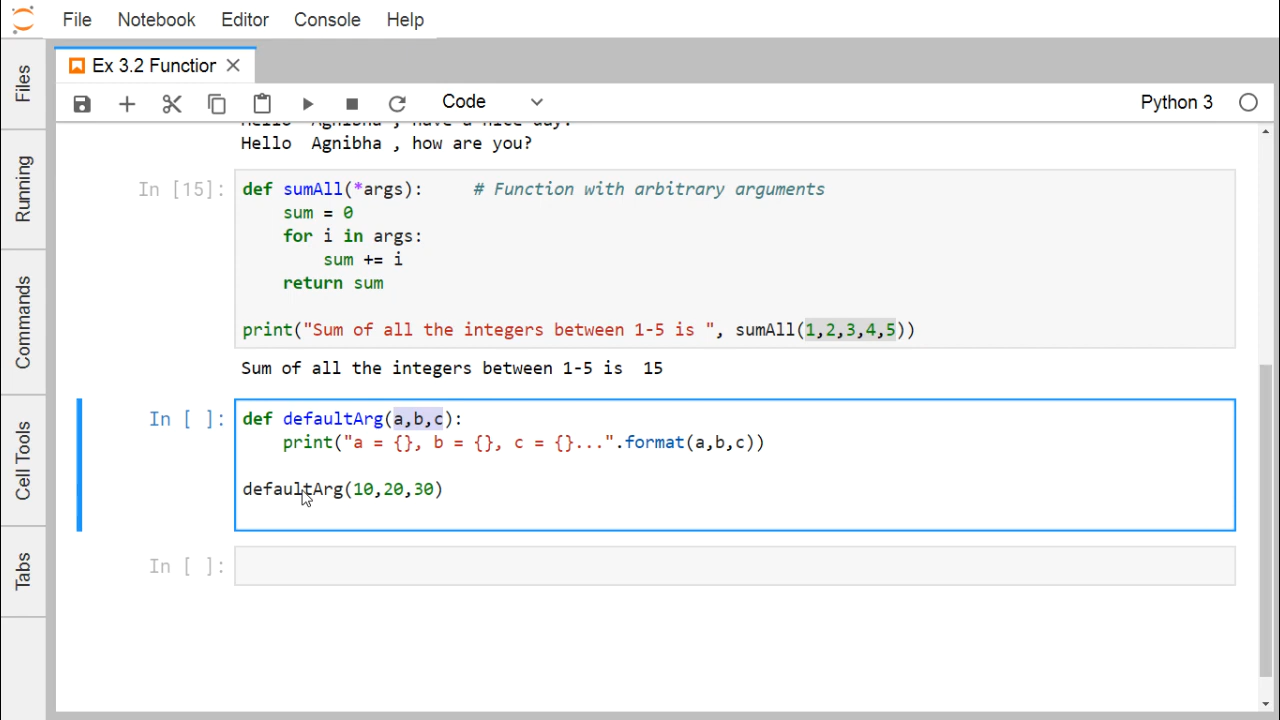 File Notebook Editor Console Help
Ex 3.2 Function
Code Python 3
Files
Running
Commands
Cell Tools
Tabs
Hello  Agnibha , have a nice day.
Hello  Agnibha , how are you?
In [15]: def sumAll(*args):     # Function with arbitrary arguments
    sum = 0
    for i in args:
        sum += i
    return sum
print("Sum of all the integers between 1-5 is ", sumAll(1,2,3,4,5))
Sum of all the integers between 1-5 is  15
In [ ]: def defaultArg(a,b,c):
    print("a = {}, b = {}, c = {}...".format(a,b,c))
defaultArg(10,20,30)
In [ ]: